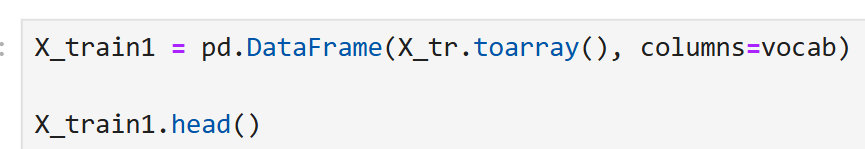 : X_train1 = pd.DataFrame(X_tr.toarray(), columns=vocab)
X_train1.head()